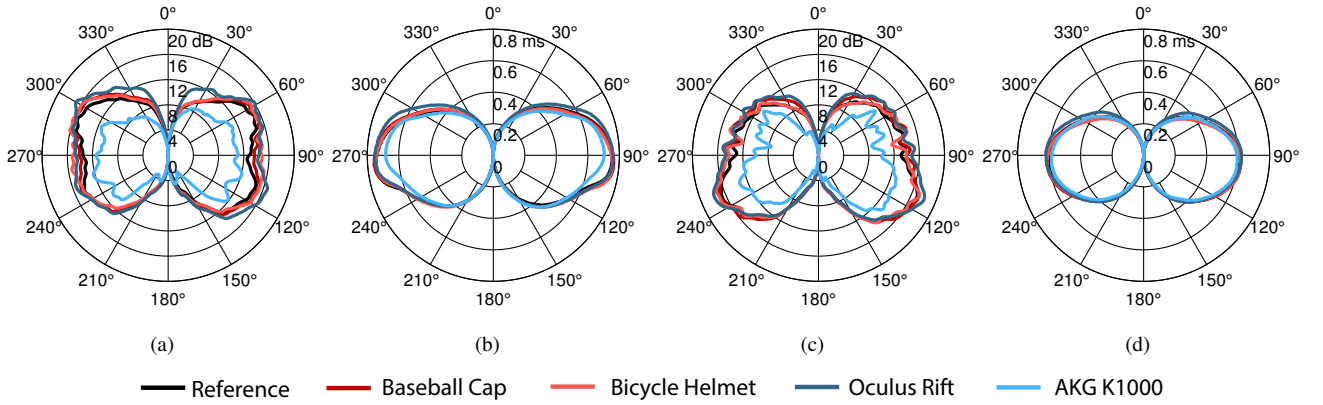 0° 0° 0° 0°
330° 20 dB 30° 330° 0.8 ms 30° 330° 20 dB 30° 330° 0.8 ms 30°
16 0.6 16 0.6
300° 12 60° 300° 0.4 60° 300° 12 60° 300° 0.4 60°
8 8
4 0.2 4 0.2
270° 0 90° 270° 0 90° 270° 0 90° 270° 0 90°
240° 120° 240° 120° 240° 120° 240° 120°
210° 150° 210° 150° 210° 150° 210° 150°
180° 180° 180° 180°
(a) (b) (c) (d)
Reference Baseball Cap Bicycle Helmet Oculus Rift AKG K1000